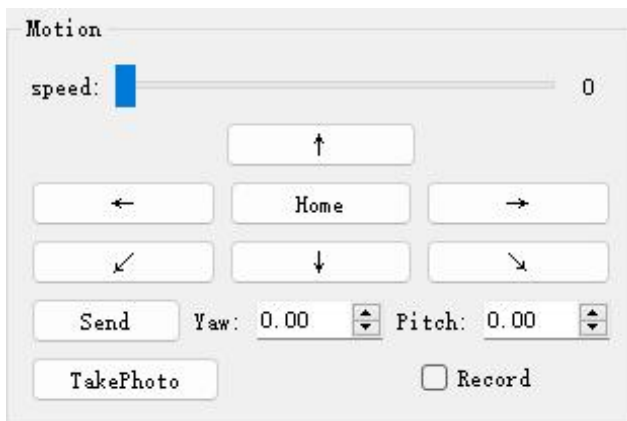 Motion
speed: 0
↑
← Home →
↙ ↓ ↘
Send Yaw: 0.00 Pitch: 0.00
TakePhoto Record